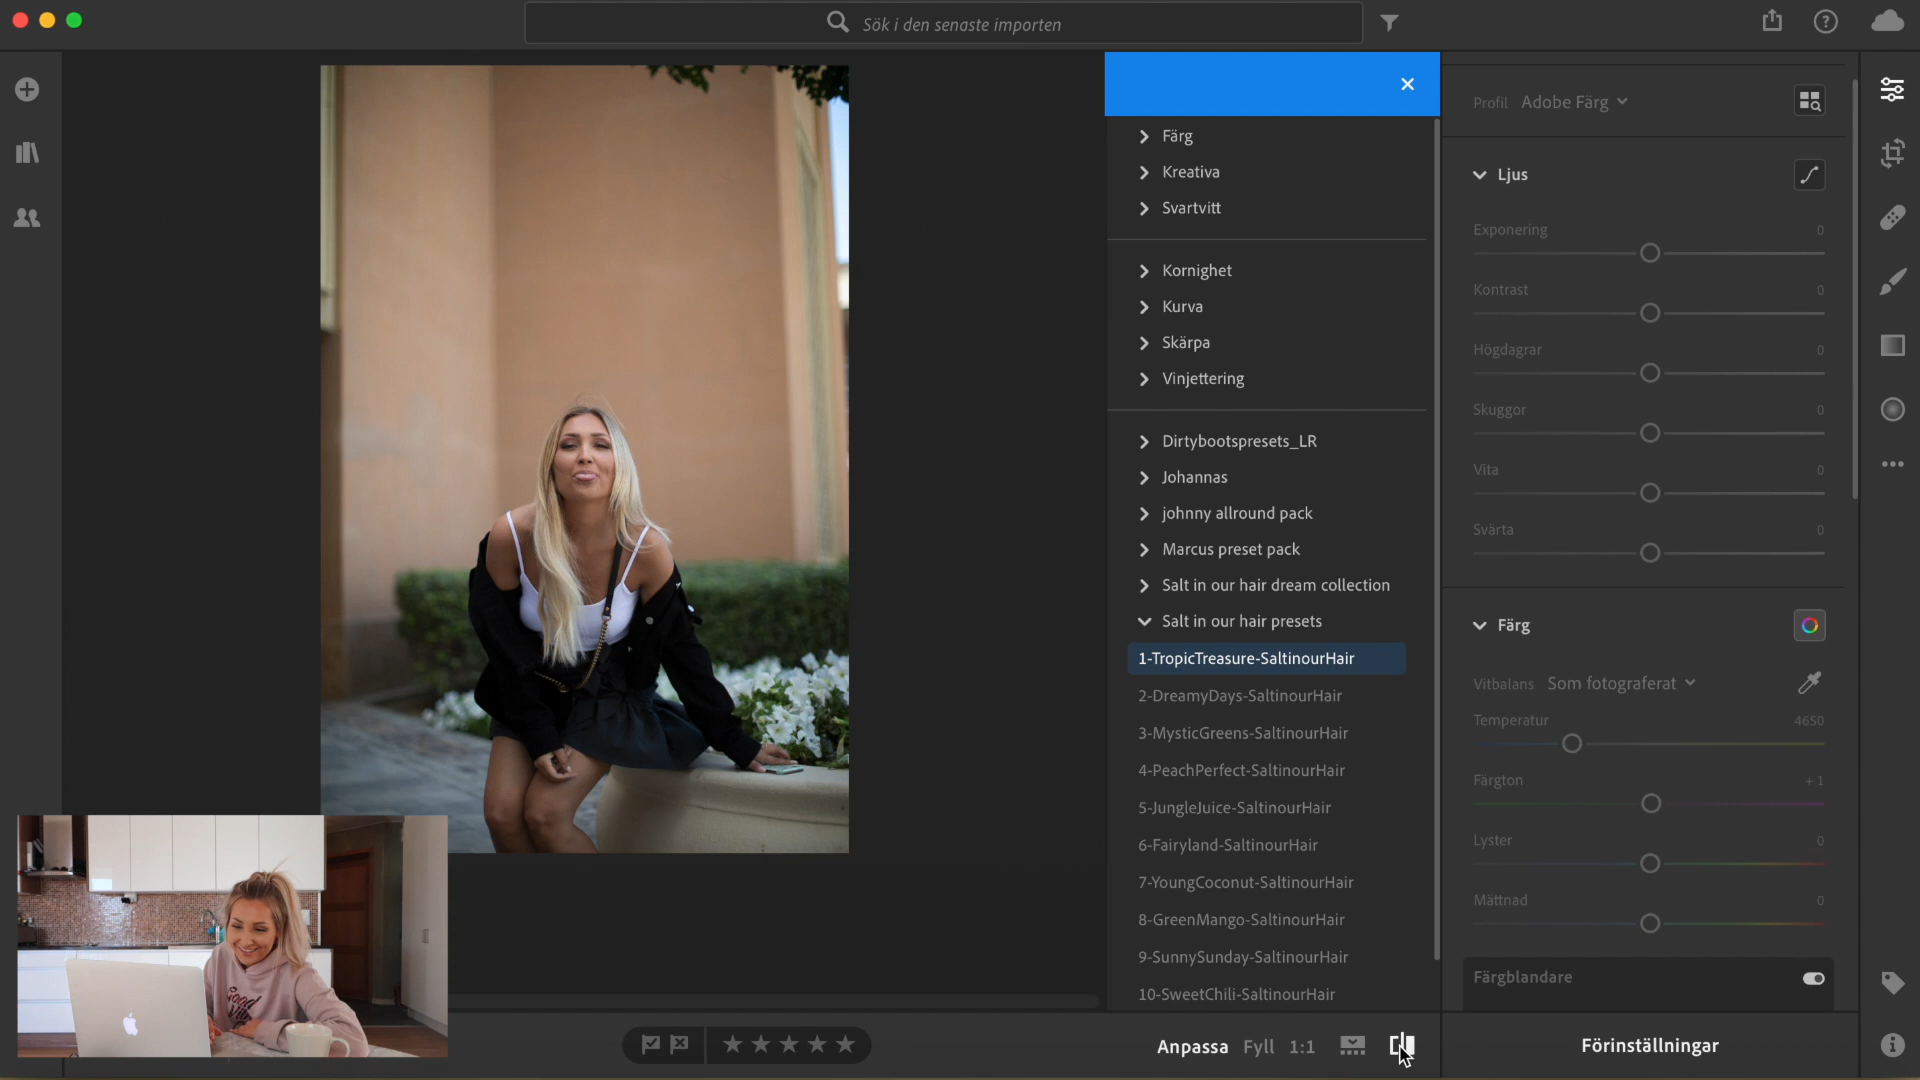 Sök i den senaste importen
Färg
Kreativa
Svartvitt
Kornighet
Kurva
Skärpa
Vinjettering
Dirtybootspresets_LR
Johannas
johnny allround pack
Marcus preset pack
Salt in our hair dream collection
Salt in our hair presets
1-TropicTreasure-SaltinourHair
2-DreamyDays-SaltinourHair
3-MysticGreens-SaltinourHair
4-PeachPerfect-SaltinourHair
5-JungleJuice-SaltinourHair
6-Fairyland-SaltinourHair
7-YoungCoconut-SaltinourHair
8-GreenMango-SaltinourHair
9-SunnySunday-SaltinourHair
10-SweetChili-SaltinourHair
Anpassa Fyll 1:1
Profil Adobe Färg
Ljus
Exponering 0
Kontrast 0
Högdagrar 0
Skuggor 0
Vita 0
Svärta 0
Färg
Vitbalans Som fotograferat
Temperatur 4650
Färgton + 1
Lyster 0
Mättnad 0
Färgblandare
Förinställningar